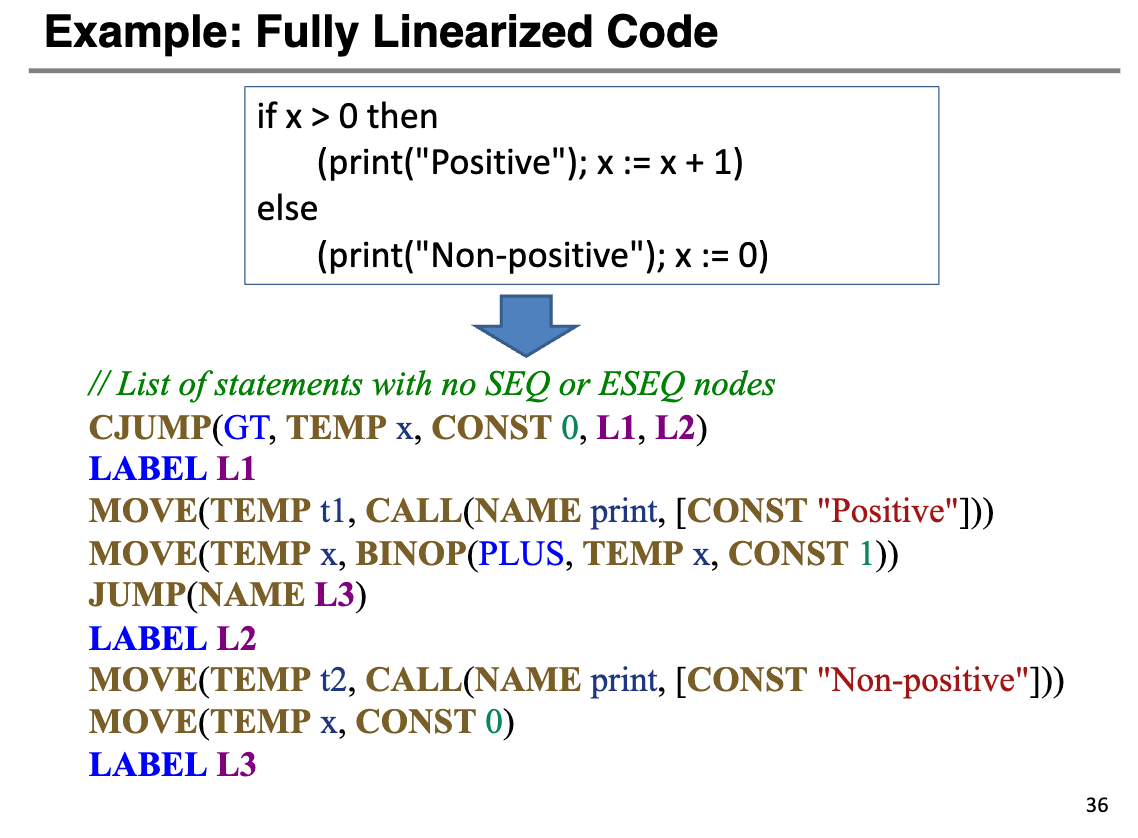 Example: Fully Linearized Code
if x > 0 then
(print("Positive"); x := x + 1)
else
(print("Non-positive"); x := 0)
// List of statements with no SEQ or ESEQ nodes
CJUMP(GT, TEMP x, CONST 0, L1, L2)
LABEL L1
MOVE(TEMP t1, CALL(NAME print, [CONST "Positive"]))
MOVE(TEMP x, BINOP(PLUS, TEMP x, CONST 1))
JUMP(NAME L3)
LABEL L2
MOVE(TEMP t2, CALL(NAME print, [CONST "Non-positive"]))
MOVE(TEMP x, CONST 0)
LABEL L3
36